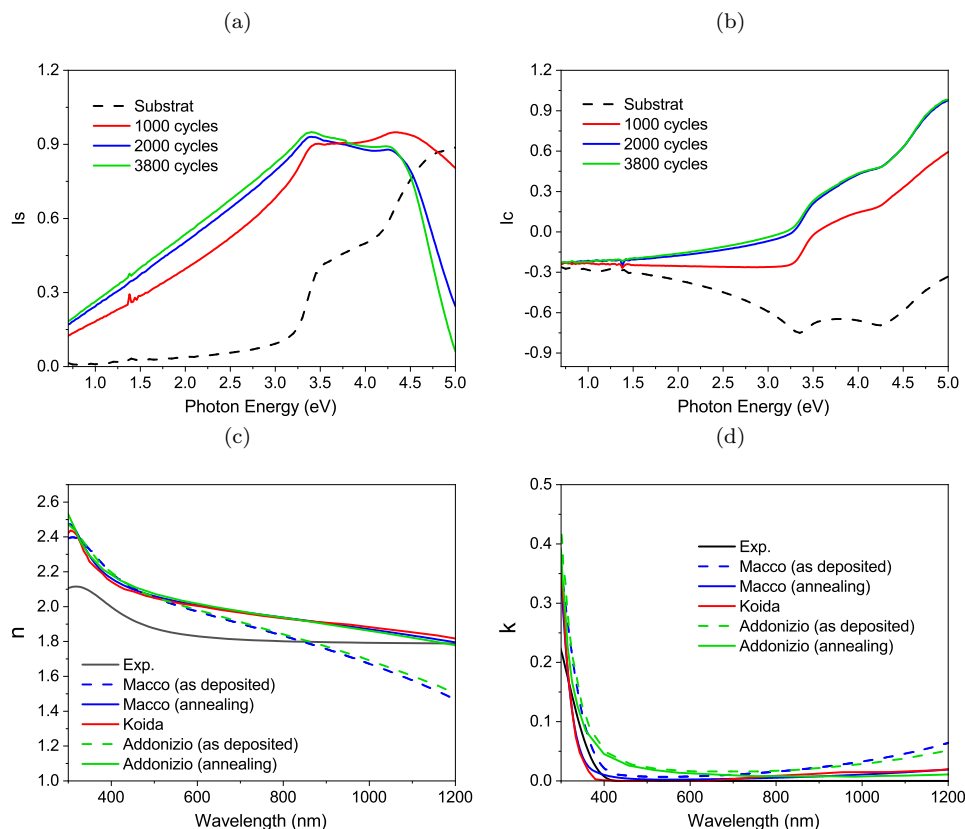 (a)
1.2
0.9
0.6
0.3
0.0
Is
Substrat
1000 cycles
2000 cycles
3800 cycles
1.0 1.5 2.0 2.5 3.0 3.5 4.0 4.5 5.0
Photon Energy (eV)
(b)
1.2
0.9
0.6
0.3
0.0
-0.3
-0.6
-0.9
Ic
Substrat
1000 cycles
2000 cycles
3800 cycles
1.0 1.5 2.0 2.5 3.0 3.5 4.0 4.5 5.0
Photon Energy (eV)
(c)
2.6
2.4
2.2
2.0
1.8
1.6
1.4
1.2
1.0
n
Exp.
Macco (as deposited)
Macco (annealing)
Koida
Addonizio (as deposited)
Addonizio (annealing)
400 600 800 1000 1200
Wavelength (nm)
(d)
0.5
0.4
0.3
0.2
0.1
0.0
k
Exp.
Macco (as deposited)
Macco (annealing)
Koida
Addonizio (as deposited)
Addonizio (annealing)
400 600 800 1000 1200
Wavelength (nm)